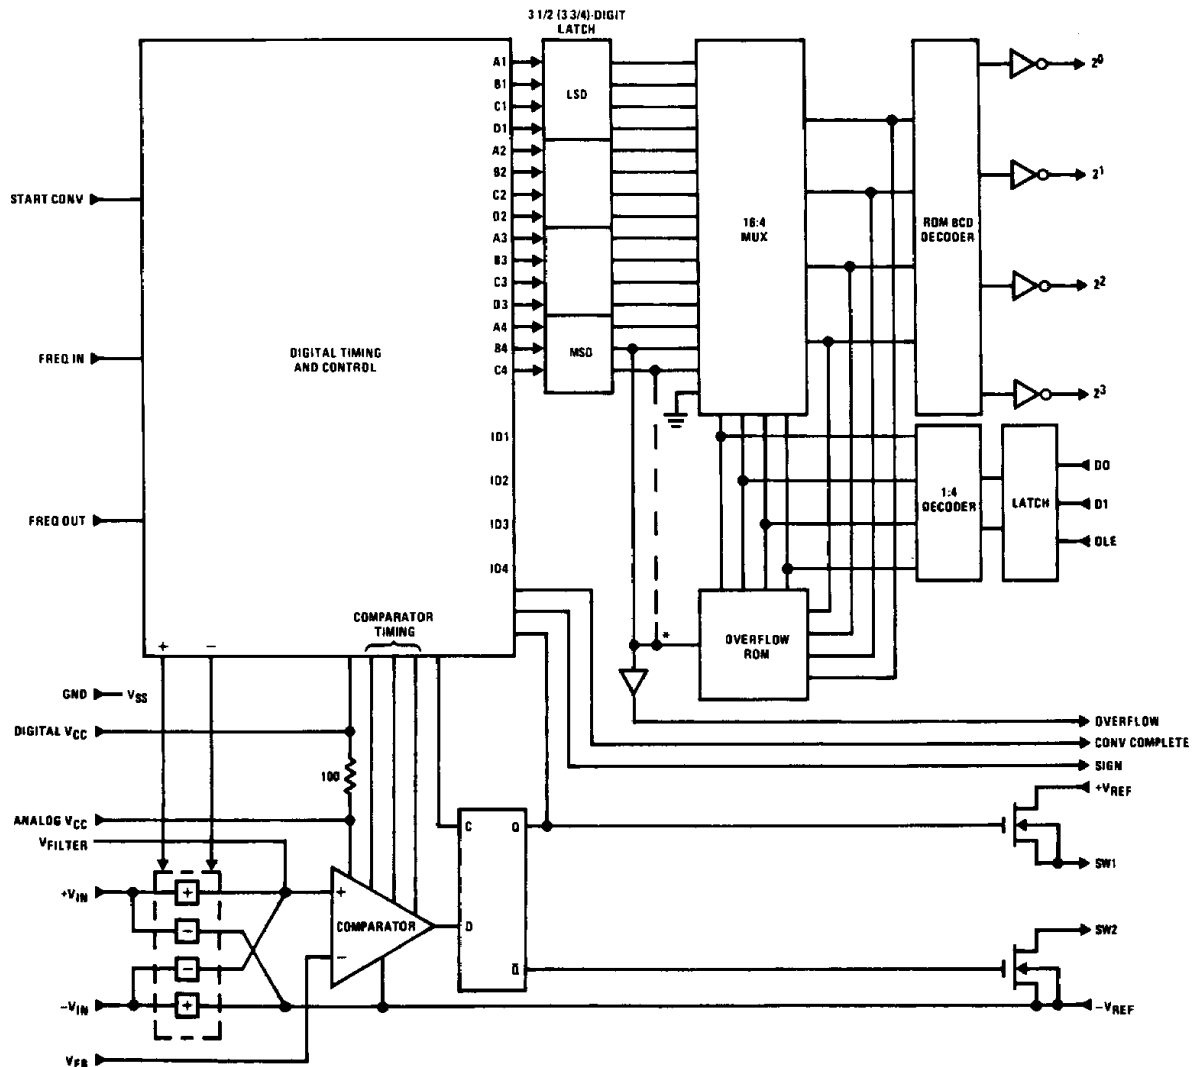 3 1/2 (3 3/4)-DIGIT
LATCH
A1
B1
C1
D1
A2
B2
C2
D2
A3
B3
C3
D3
A4
B4
C4
LSD
MSD
16:4
MUX
ROM BCD
DECODER
2⁰
2¹
2²
2³
START CONV
FREQ IN
FREQ OUT
DIGITAL TIMING
AND CONTROL
ID1
ID2
ID3
ID4
1:4
DECODER
LATCH
D0
D1
DLE
COMPARATOR
TIMING
+
−
*
OVERFLOW
ROM
GND
VSS
DIGITAL VCC
100
ANALOG VCC
VFILTER
+VIN
−VIN
VFB
+
−
−
+
+
−
COMPARATOR
C
Q
D
Q̅
OVERFLOW
CONV COMPLETE
SIGN
+VREF
SW1
SW2
−VREF